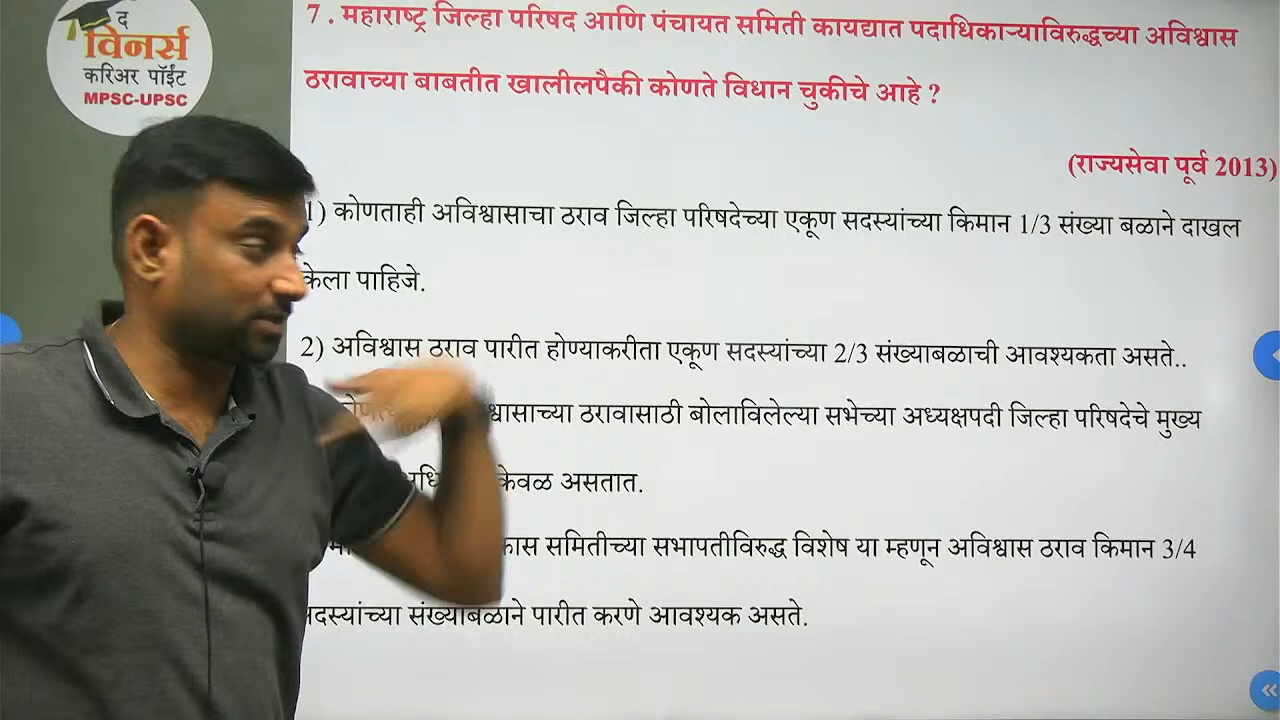 द
विनर्स
करिअर पॉईंट
MPSC-UPSC
7 . महाराष्ट्र जिल्हा परिषद आणि पंचायत समिती कायद्यात पदाधिकाऱ्याविरुद्धच्या अविश्वास
ठरावाच्या बाबतीत खालीलपैकी कोणते विधान चुकीचे आहे ?
(राज्यसेवा पूर्व 2013)
1) कोणताही अविश्वासाचा ठराव जिल्हा परिषदेच्या एकूण सदस्यांच्या किमान 1/3 संख्या बळाने दाखल
केला पाहिजे.
2) अविश्वास ठराव पारीत होण्याकरीता एकूण सदस्यांच्या 2/3 संख्याबळाची आवश्यकता असते..
ठरावासाठी बोलाविलेल्या सभेच्या अध्यक्षपदी जिल्हा परिषदेचे मुख्य
केवळ असतात.
समितीच्या सभापतीविरुद्ध विशेष या म्हणून अविश्वास ठराव किमान 3/4
सदस्यांच्या संख्याबळाने पारीत करणे आवश्यक असते.